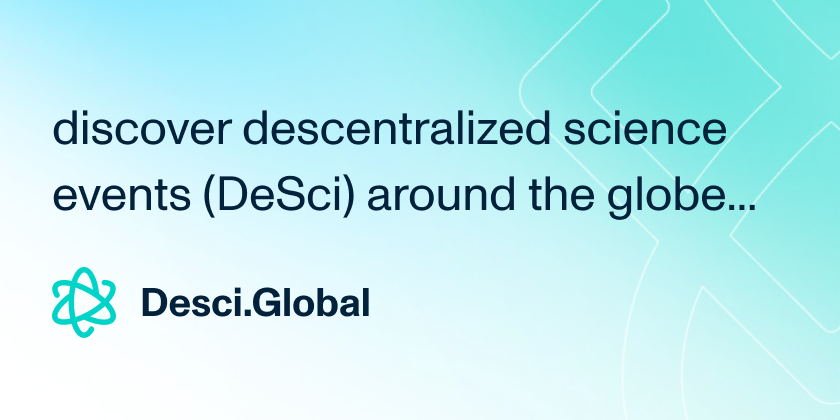 discover descentralized science
events (DeSci) around the globe...
Desci.Global